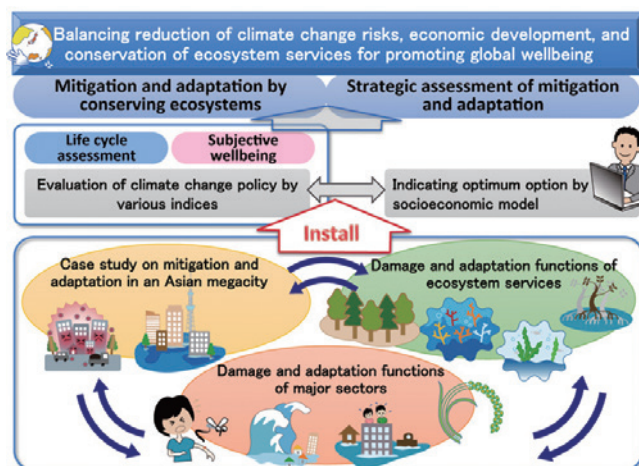 Balancing reduction of climate change risks, economic development, and
conservation of ecosystem services for promoting global wellbeing
Mitigation and adaptation by
conserving ecosystems
Strategic assessment of mitigation
and adaptation
Life cycle
assessment
Subjective
wellbeing
Evaluation of climate change policy by
various indices
Indicating optimum option by
socioeconomic model
Install
Case study on mitigation and
adaptation in an Asian megacity
Damage and adaptation functions of
ecosystem services
Damage and adaptation functions
of major sectors